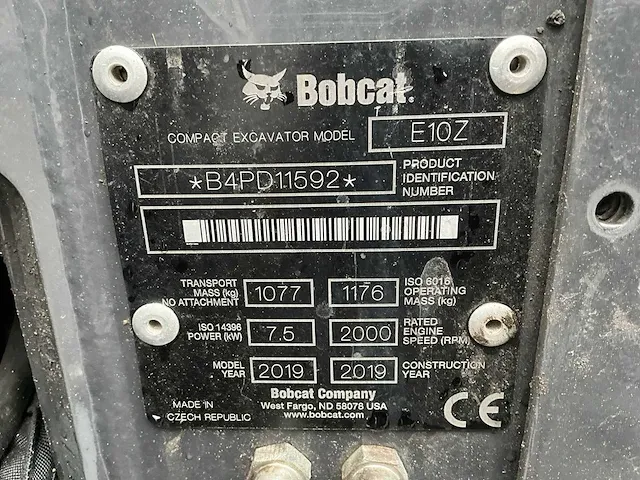 Bobcat.
COMPACT EXCAVATOR MODEL E10Z
*B4PD11592* PRODUCT IDENTIFICATION NUMBER
TRANSPORT MASS (kg) NO ATTACHMENT 1077 1176 ISO 6016 OPERATING MASS (kg)
ISO 14396 POWER (kW) 7.5 2000 RATED ENGINE SPEED (RPM)
MODEL YEAR 2019 2019 CONSTRUCTION YEAR
Bobcat Company
West Fargo, ND 58078 USA
www.bobcat.com
MADE IN CZECH REPUBLIC
CE